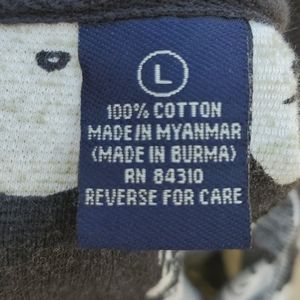 L
100% COTTON
MADE IN MYANMAR
(MADE IN BURMA)
RN 84310
REVERSE FOR CARE